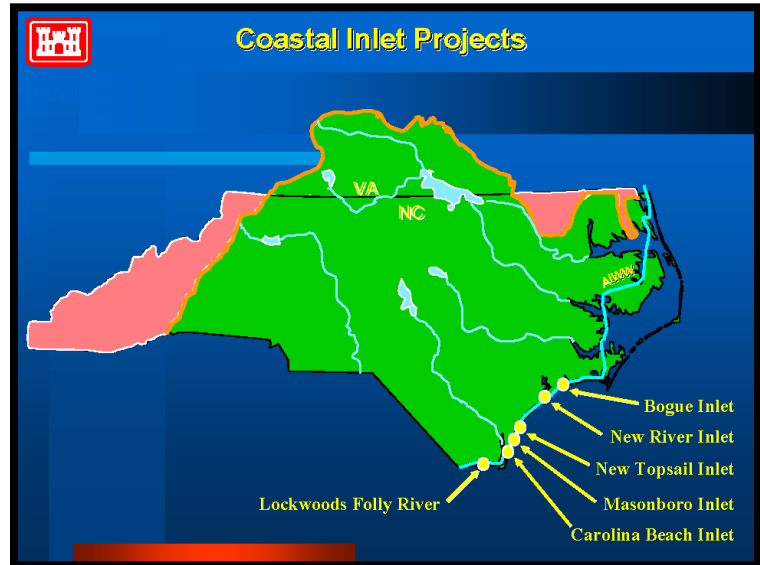 Coastal Inlet Projects
VA
NC
AIWW
Bogue Inlet
New River Inlet
New Topsail Inlet
Lockwoods Folly River
Masonboro Inlet
Carolina Beach Inlet